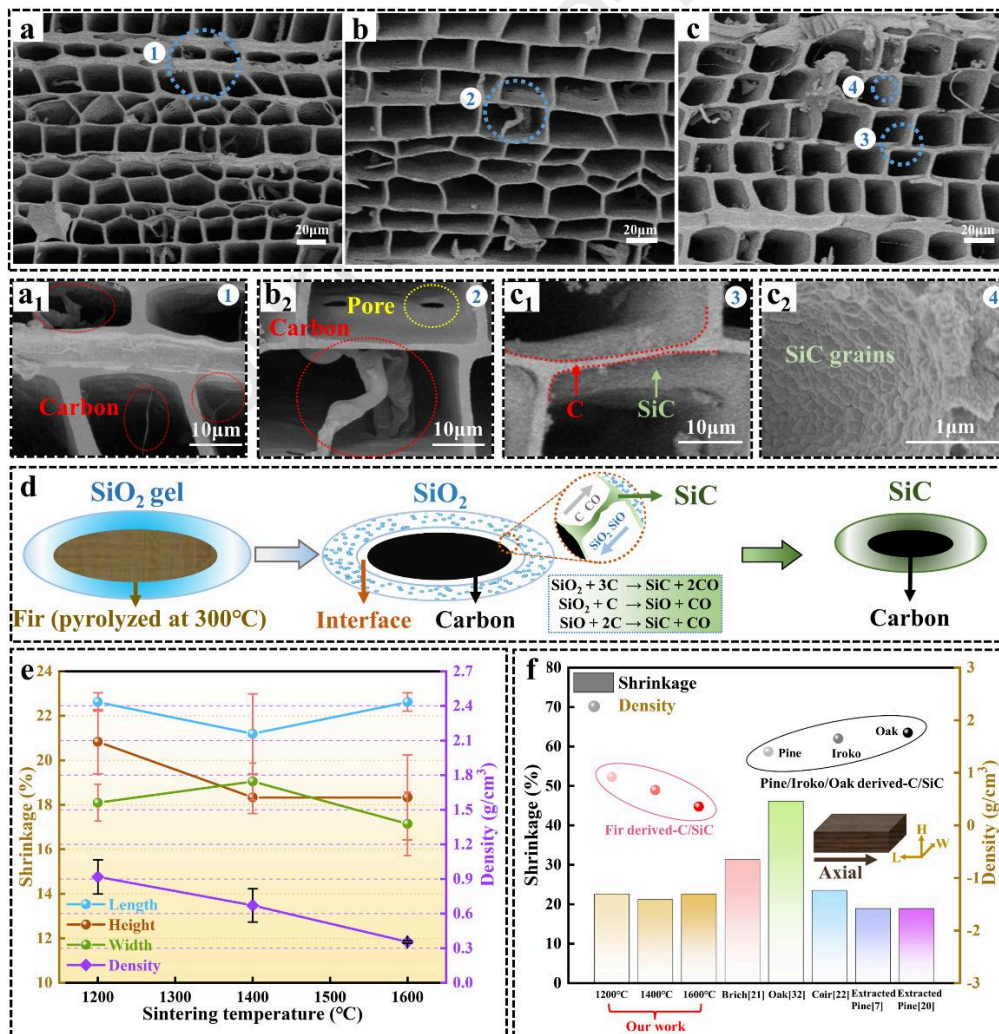 a
1
20μm
b
2
20μm
c
4
3
20μm
a1
1
Carbon
10μm
b2
Pore
2
Carbon
10μm
c1
3
C
SiC
10μm
c2
4
SiC grains
1μm
d
SiO2 gel
Fir (pyrolyzed at 300℃)
SiO2
Interface
Carbon
C CO
SiO2 SiO
SiC
SiO2 + 3C → SiC + 2CO
SiO2 + C → SiO + CO
SiO + 2C → SiC + CO
SiC
Carbon
e
24
22
20
18
16
14
12
10
Shrinkage (%)
2.7
2.4
2.1
1.8
1.5
1.2
0.9
0.6
0.3
0.0
Density (g/cm3)
Length
Height
Width
Density
1200
1300
1400
1500
1600
Sintering temperature (℃)
f
80
70
60
50
40
30
20
10
0
Shrinkage (%)
3
2
1
0
-1
-2
-3
Density (g/cm3)
Shrinkage
Density
Pine
Iroko
Oak
Pine/Iroko/Oak derived-C/SiC
Fir derived-C/SiC
H
W
L
Axial
1200℃
1400℃
1600℃
Brich[21]
Oak[32]
Coir[22]
Extracted
Pine[7]
Extracted
Pine[20]
Our work